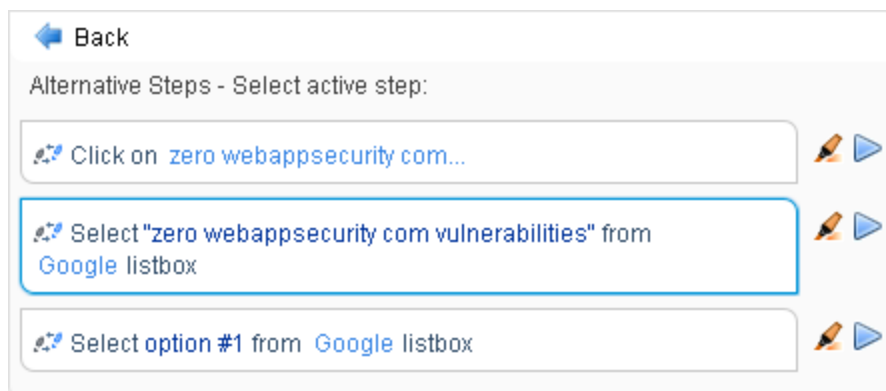 Back
Alternative Steps - Select active step:
Click on zero webappsecurity com...
Select "zero webappsecurity com vulnerabilities" from
Google listbox
Select option #1 from Google listbox